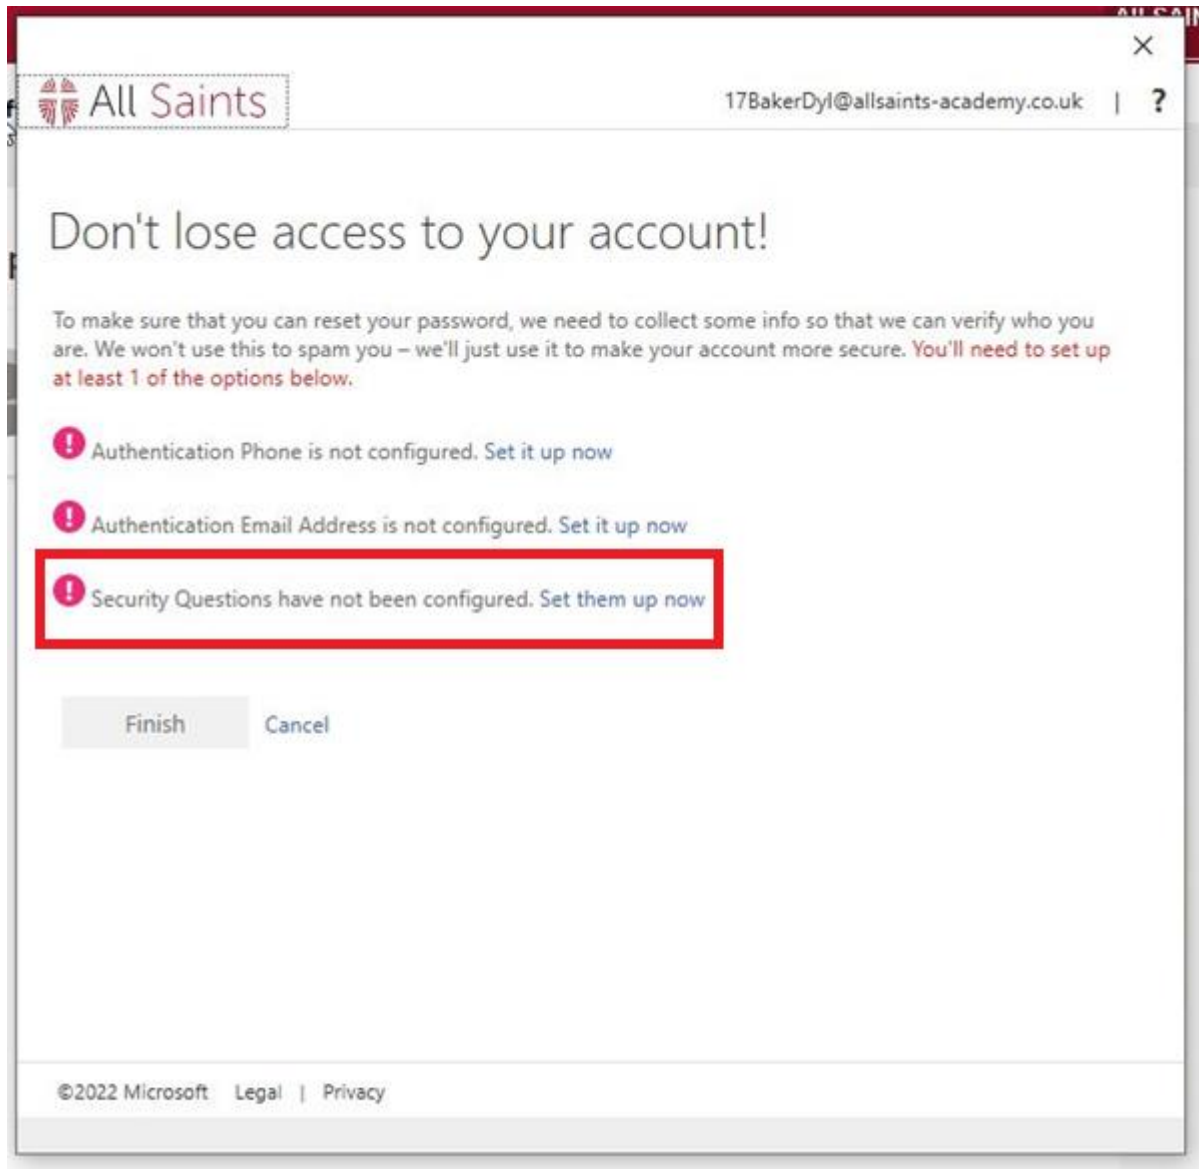 All Saints
17BakerDyl@allsaints-academy.co.uk | ?
Don't lose access to your account!
To make sure that you can reset your password, we need to collect some info so that we can verify who you
are. We won't use this to spam you – we'll just use it to make your account more secure. You'll need to set up
at least 1 of the options below.
Authentication Phone is not configured. Set it up now
Authentication Email Address is not configured. Set it up now
Security Questions have not been configured. Set them up now
Finish Cancel
©2022 Microsoft Legal | Privacy